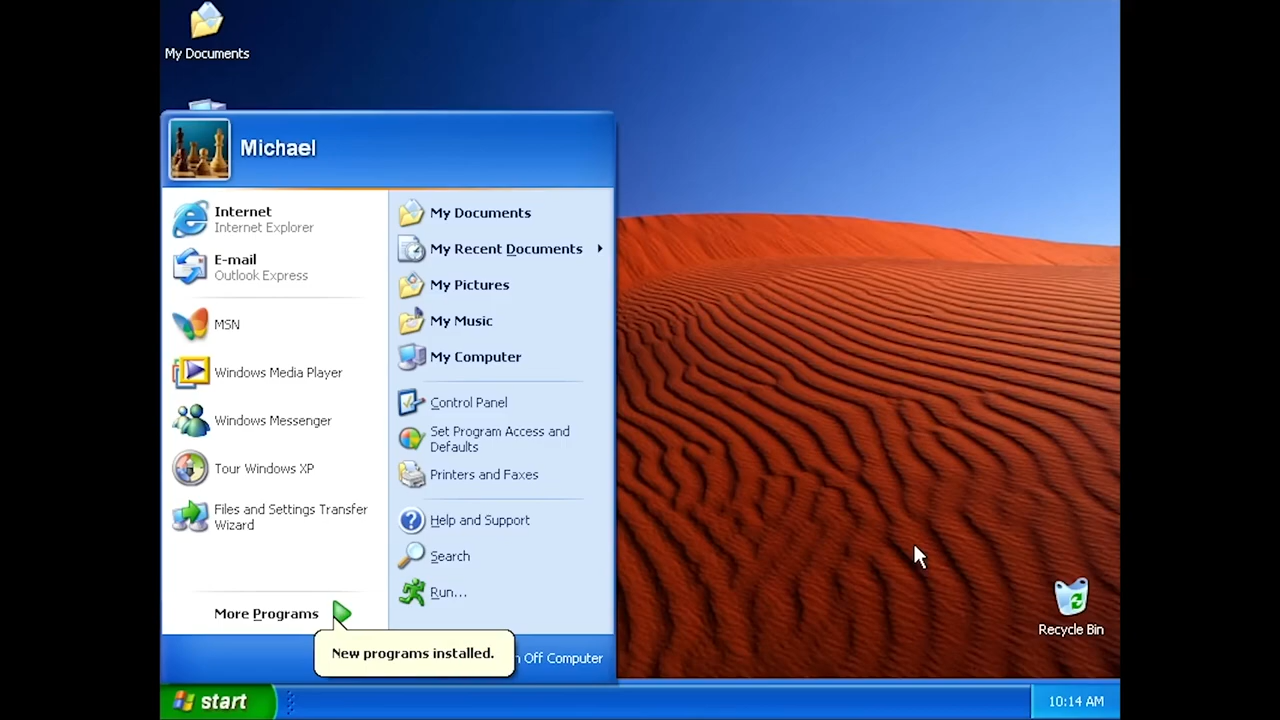 My Documents
Michael
Internet
Internet Explorer
E-mail
Outlook Express
MSN
Windows Media Player
Windows Messenger
Tour Windows XP
Files and Settings Transfer
Wizard
More Programs
My Documents
My Recent Documents
My Pictures
My Music
My Computer
Control Panel
Set Program Access and
Defaults
Printers and Faxes
Help and Support
Search
Run...
New programs installed.
Off Computer
Recycle Bin
start
10:14 AM